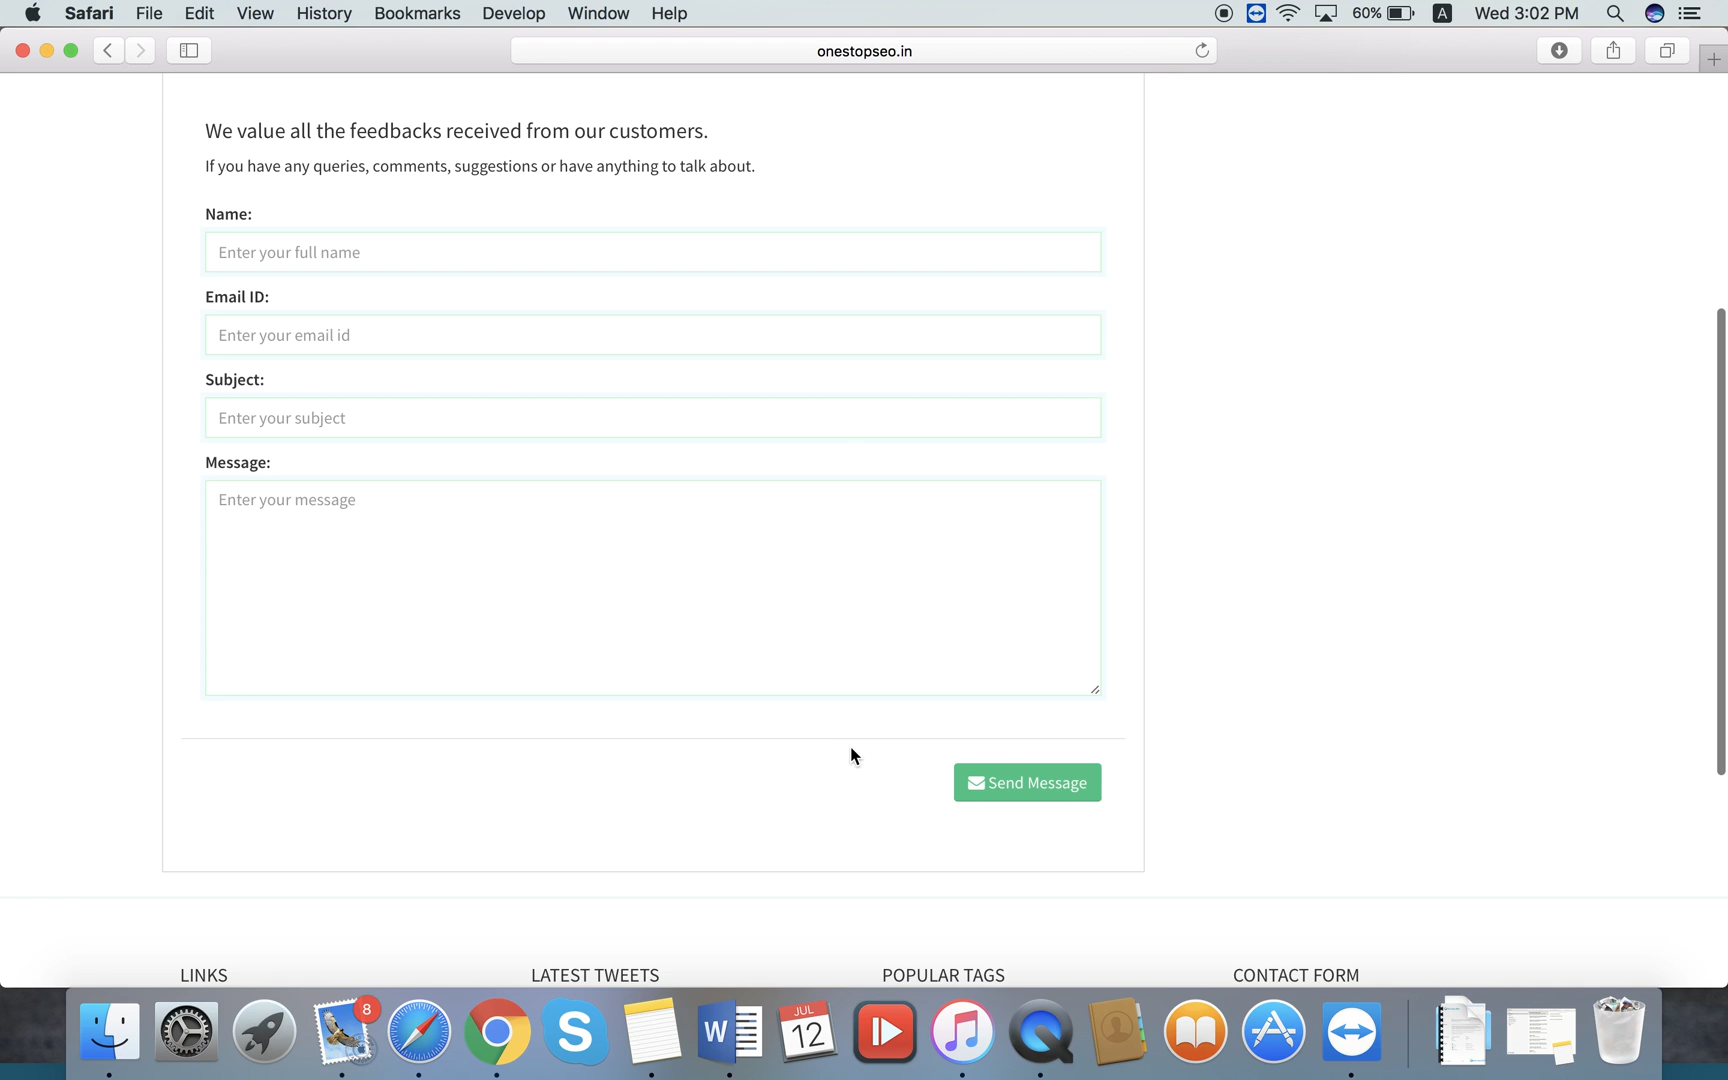 Safari File Edit View History Bookmarks Develop Window Help 60% A Wed 3:02 PM
onestopseo.in
We value all the feedbacks received from our customers.
If you have any queries, comments, suggestions or have anything to talk about.
Name:
Enter your full name
Email ID:
Enter your email id
Subject:
Enter your subject
Message:
Enter your message
Send Message
LINKS LATEST TWEETS POPULAR TAGS CONTACT FORM
8
S
W
JUL
12